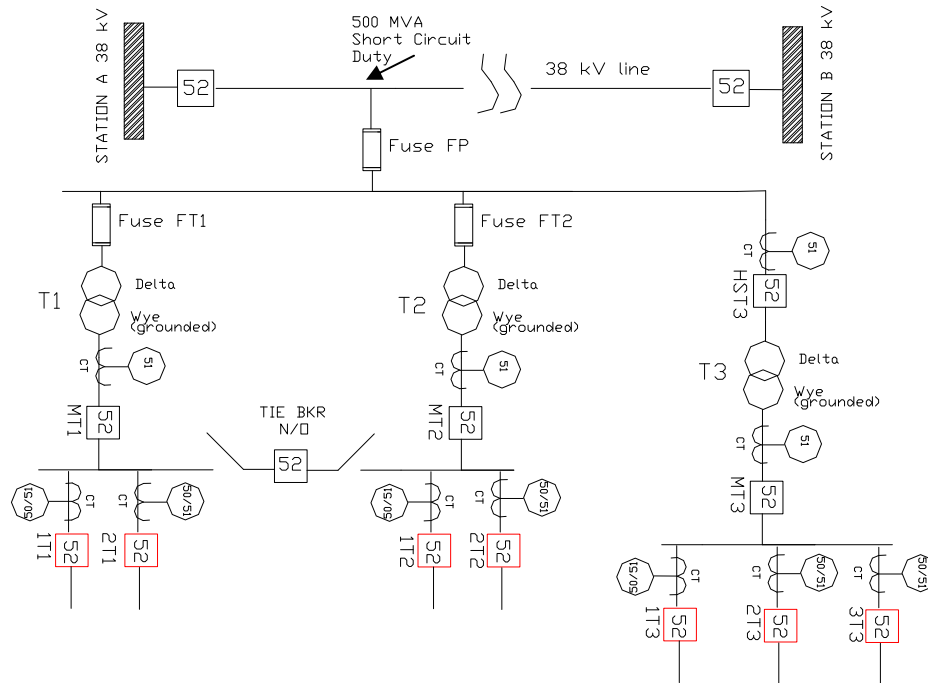 500 MVA
Short Circuit
Duty
STATION A 38 kV
52
38 kV line
52
STATION B 38 kV
Fuse FP
Fuse FT1
Fuse FT2
CT
51
HST3
52
T1
Delta
Wye
(grounded)
T2
Delta
Wye
(grounded)
T3
Delta
Wye
(grounded)
CT
51
CT
51
MT1
52
TIE BKR
N/O
52
MT2
52
CT
51
MT3
52
50/51
CT
CT
50/51
50/51
CT
CT
50/51
1T1
52
2T1
52
1T2
52
2T2
52
50/51
CT
CT
50/51
CT
50/51
1T3
52
2T3
52
3T3
52